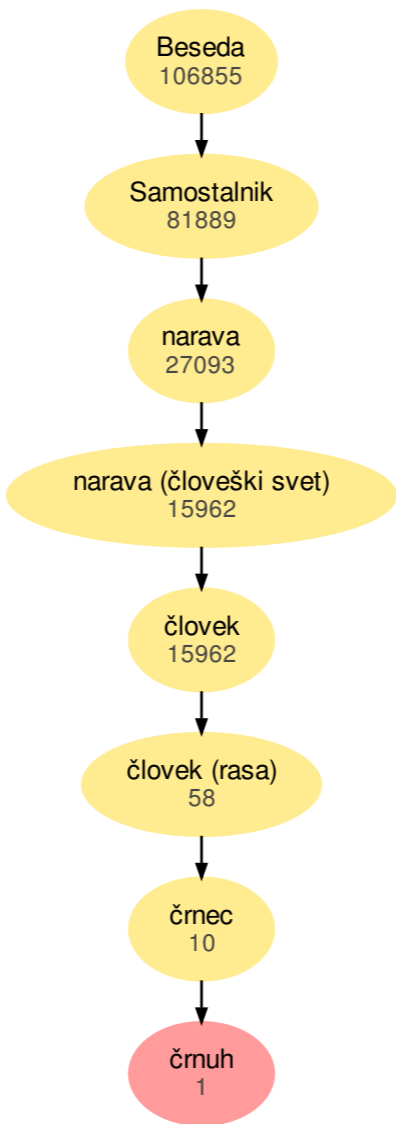 Beseda
106855
Samostalnik
81889
narava
27093
narava (človeški svet)
15962
človek
15962
človek (rasa)
58
črnec
10
črnuh
1